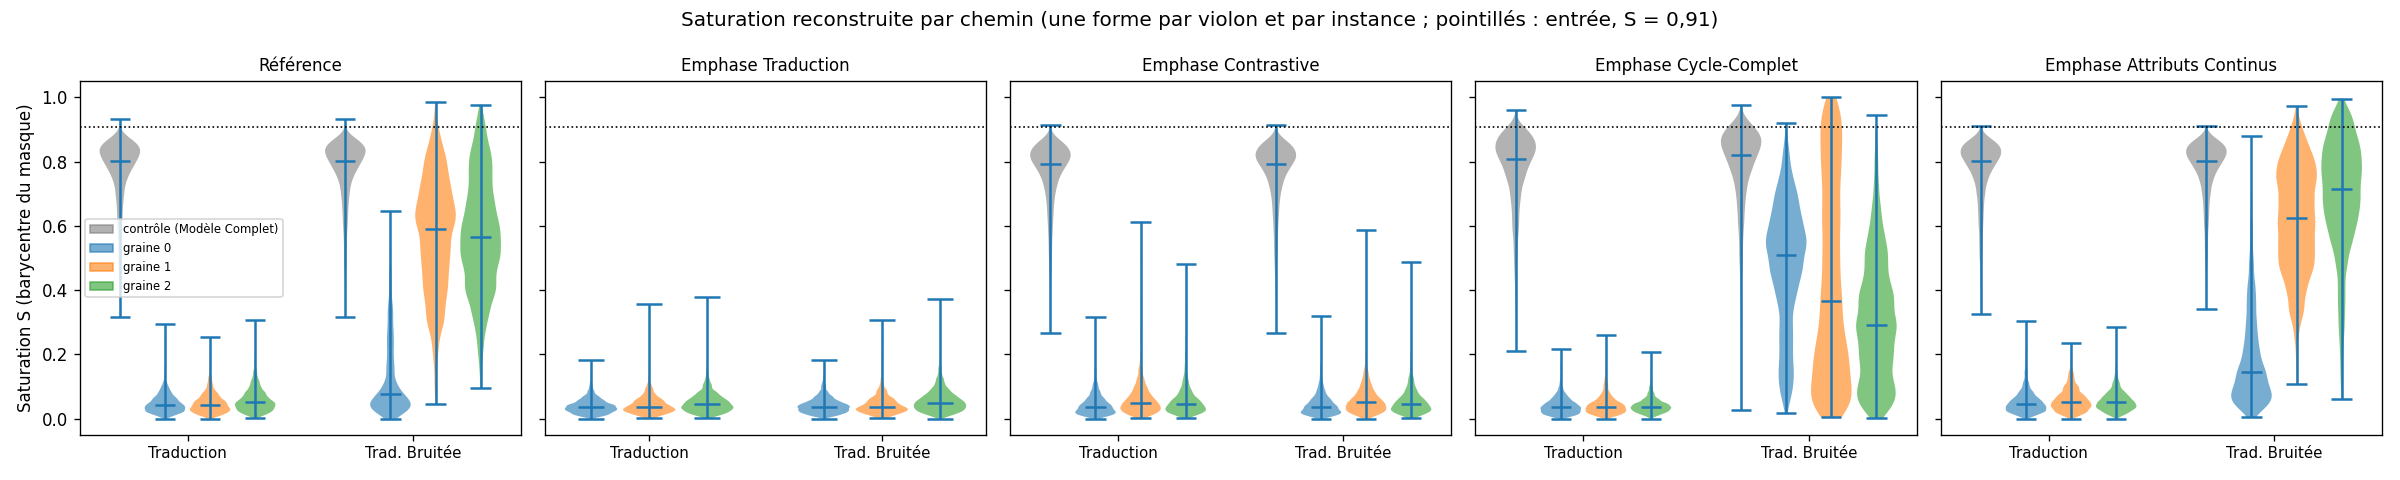 Saturation reconstruite par chemin (une forme par violon et par instance ; pointillés : entrée, S = 0,91)
Référence
Emphase Traduction
Emphase Contrastive
Emphase Cycle-Complet
Emphase Attributs Continus
Saturation S (barycentre du masque)
1.0
0.8
0.6
0.4
0.2
0.0
contrôle (Modèle Complet)
graine 0
graine 1
graine 2
Traduction
Trad. Bruitée
Traduction
Trad. Bruitée
Traduction
Trad. Bruitée
Traduction
Trad. Bruitée
Traduction
Trad. Bruitée